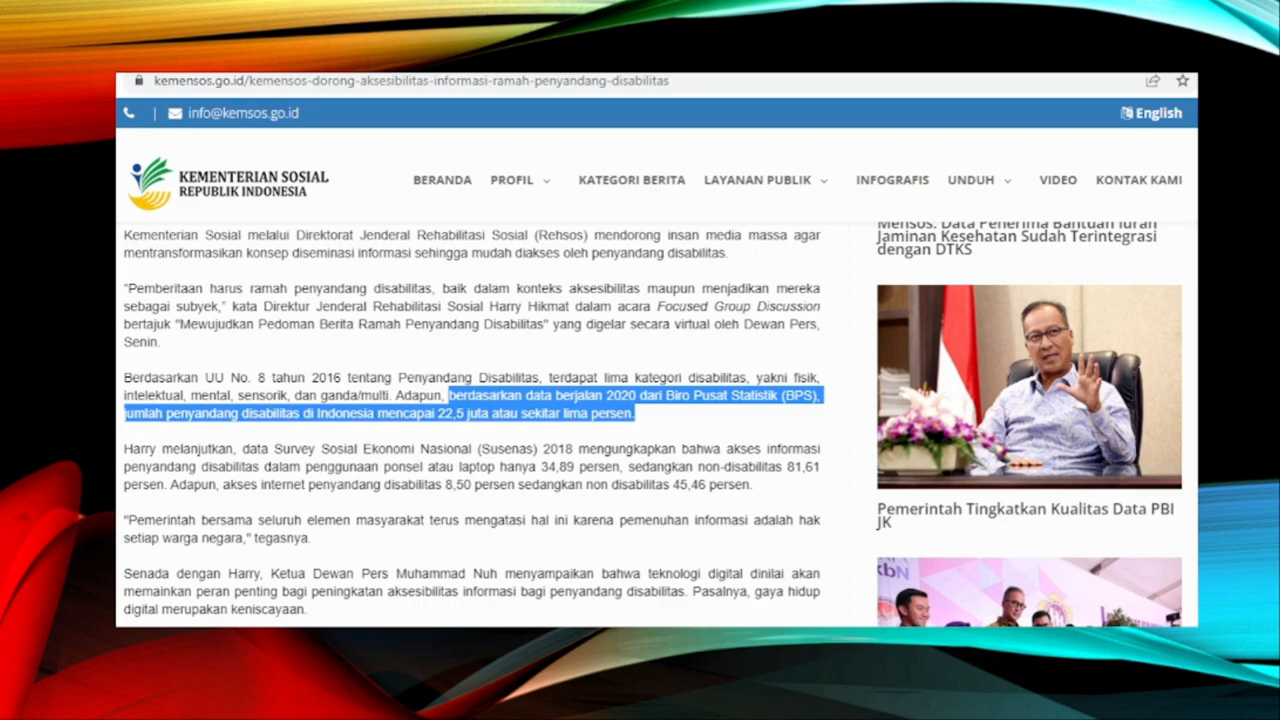 kemensos.go.id/kemensos-dorong-aksesibilitas-informasi-ramah-penyandang-disabilitas
| info@kemsos.go.id
English
KEMENTERIAN SOSIAL
REPUBLIK INDONESIA
BERANDA PROFIL KATEGORI BERITA LAYANAN PUBLIK INFOGRAFIS UNDUH VIDEO KONTAK KAMI
Kementerian Sosial melalui Direktorat Jenderal Rehabilitasi Sosial (Rehsos) mendorong insan media massa agar
mentransformasikan konsep diseminasi informasi sehingga mudah diakses oleh penyandang disabilitas.
"Pemberitaan harus ramah penyandang disabilitas, baik dalam konteks aksesibilitas maupun menjadikan mereka
sebagai subyek," kata Direktur Jenderal Rehabilitasi Sosial Harry Hikmat dalam acara Focused Group Discussion
bertajuk "Mewujudkan Pedoman Berita Ramah Penyandang Disabilitas" yang digelar secara virtual oleh Dewan Pers,
Senin.
Berdasarkan UU No. 8 tahun 2016 tentang Penyandang Disabilitas, terdapat lima kategori disabilitas, yakni fisik,
intelektual, mental, sensorik, dan ganda/multi. Adapun, berdasarkan data berjalan 2020 dari Biro Pusat Statistik (BPS),
jumlah penyandang disabilitas di Indonesia mencapai 22,5 juta atau sekitar lima persen.
Harry melanjutkan, data Survey Sosial Ekonomi Nasional (Susenas) 2018 mengungkapkan bahwa akses informasi
penyandang disabilitas dalam penggunaan ponsel atau laptop hanya 34,89 persen, sedangkan non-disabilitas 81,61
persen. Adapun, akses internet penyandang disabilitas 8,50 persen sedangkan non disabilitas 45,46 persen.
"Pemerintah bersama seluruh elemen masyarakat terus mengatasi hal ini karena pemenuhan informasi adalah hak
setiap warga negara," tegasnya.
Senada dengan Harry, Ketua Dewan Pers Muhammad Nuh menyampaikan bahwa teknologi digital dinilai akan
memainkan peran penting bagi peningkatan aksesibilitas informasi bagi penyandang disabilitas. Pasalnya, gaya hidup
digital merupakan keniscayaan.
Mensos: Data Penerima Bantuan Iuran
Jaminan Kesehatan Sudah Terintegrasi
dengan DTKS
Pemerintah Tingkatkan Kualitas Data PBI
JK